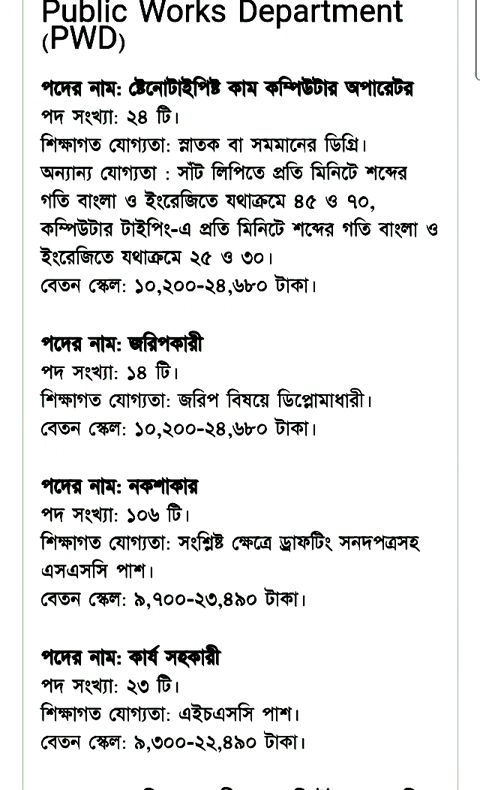 Public Works Department
(PWD)
পদের নাম: ষ্টেনোটাইপিষ্ট কাম কম্পিউটার অপারেটর
পদ সংখ্যা: ২৪ টি।
শিক্ষাগত যোগ্যতা: স্নাতক বা সমমানের ডিগ্রি।
অন্যান্য যোগ্যতা : সাঁট লিপিতে প্রতি মিনিটে শব্দের
গতি বাংলা ও ইংরেজিতে যথাক্রমে ৪৫ ও ৭০,
কম্পিউটার টাইপিং-এ প্রতি মিনিটে শব্দের গতি বাংলা ও
ইংরেজিতে যথাক্রমে ২৫ ও ৩০।
বেতন স্কেল: ১০,২০০-২৪,৬৮০ টাকা।
পদের নাম: জরিপকারী
পদ সংখ্যা: ১৪ টি।
শিক্ষাগত যোগ্যতা: জরিপ বিষয়ে ডিপ্লোমাধারী।
বেতন স্কেল: ১০,২০০-২৪,৬৮০ টাকা।
পদের নাম: নকশাকার
পদ সংখ্যা: ১০৬ টি।
শিক্ষাগত যোগ্যতা: সংশ্লিষ্ট ক্ষেত্রে ড্রাফটিং সনদপত্রসহ
এসএসসি পাশ।
বেতন স্কেল: ৯,৭০০-২৩,৪৯০ টাকা।
পদের নাম: কার্য সহকারী
পদ সংখ্যা: ২৩ টি।
শিক্ষাগত যোগ্যতা: এইচএসসি পাশ।
বেতন স্কেল: ৯,৩০০-২২,৪৯০ টাকা।